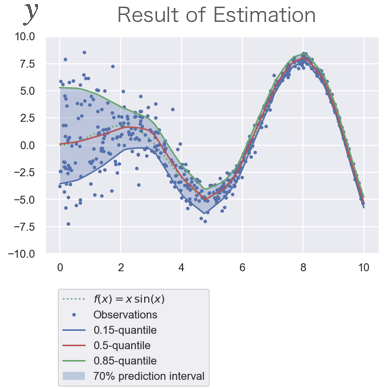 y
Result of Estimation
10.0
7.5
5.0
2.5
0.0
−2.5
−5.0
−7.5
−10.0
0 2 4 6 8 10
f(x) = x sin(x)
Observations
0.15-quantile
0.5-quantile
0.85-quantile
70% prediction interval